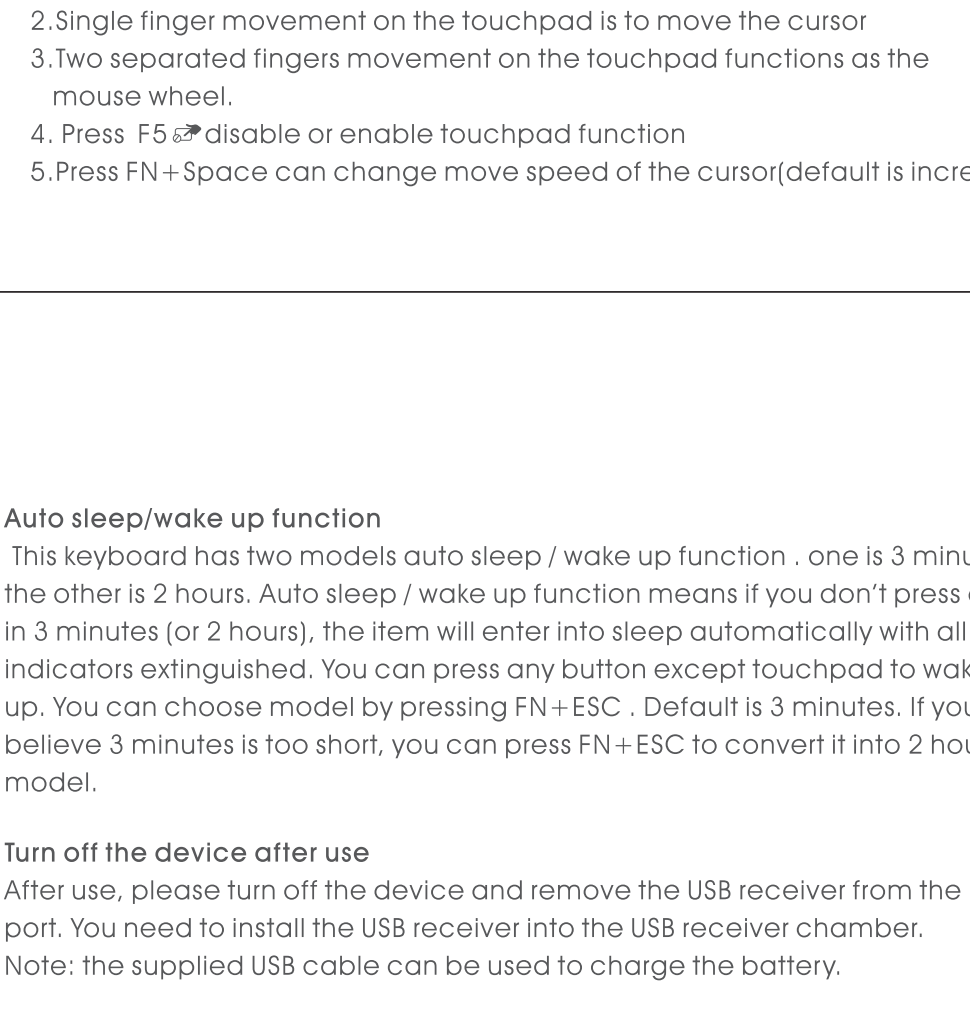 2.Single finger movement on the touchpad is to move the cursor
3.Two separated fingers movement on the touchpad functions as the
mouse wheel.
4. Press F5 disable or enable touchpad function
5.Press FN+Space can change move speed of the cursor(default is
Auto sleep/wake up function
This keyboard has two models auto sleep / wake up function . one is 3
the other is 2 hours. Auto sleep / wake up function means if you don't press
in 3 minutes (or 2 hours), the item will enter into sleep automatically with all
indicators extinguished. You can press any button except touchpad to
up. You can choose model by pressing FN+ESC . Default is 3 minutes. If
believe 3 minutes is too short, you can press FN+ESC to convert it into 2
model.
Turn off the device after use
After use, please turn off the device and remove the USB receiver from the
port. You need to install the USB receiver into the USB receiver chamber.
Note: the supplied USB cable can be used to charge the battery.